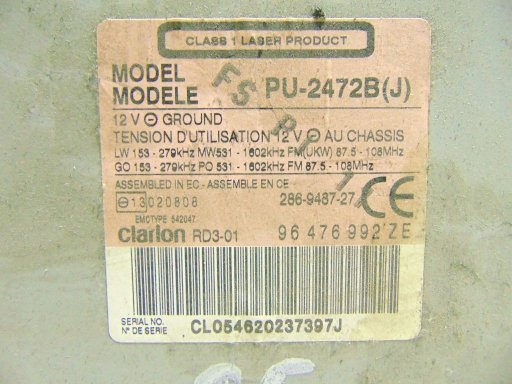 CLASS 1 LASER PRODUCT
MODEL
MODELE PU-2472B(J)
12 V ⊖ GROUND
TENSION D'UTILISATION 12 V ⊖ AU CHASSIS
LW 153 - 279kHz MW531 - 1602kHz FM(UKW) 87.5 - 108MHz
GO 153 - 279kHz PO 531 - 1602kHz FM 87.5 - 108MHz
ASSEMBLED IN EC - ASSEMBLE EN CE
13020808 286-9487-27 CE
EMCTYPE 542047
clarion RD3-01 96 476 992 ZE
SERIAL NO.
N° DE SERIE CL054620237397J